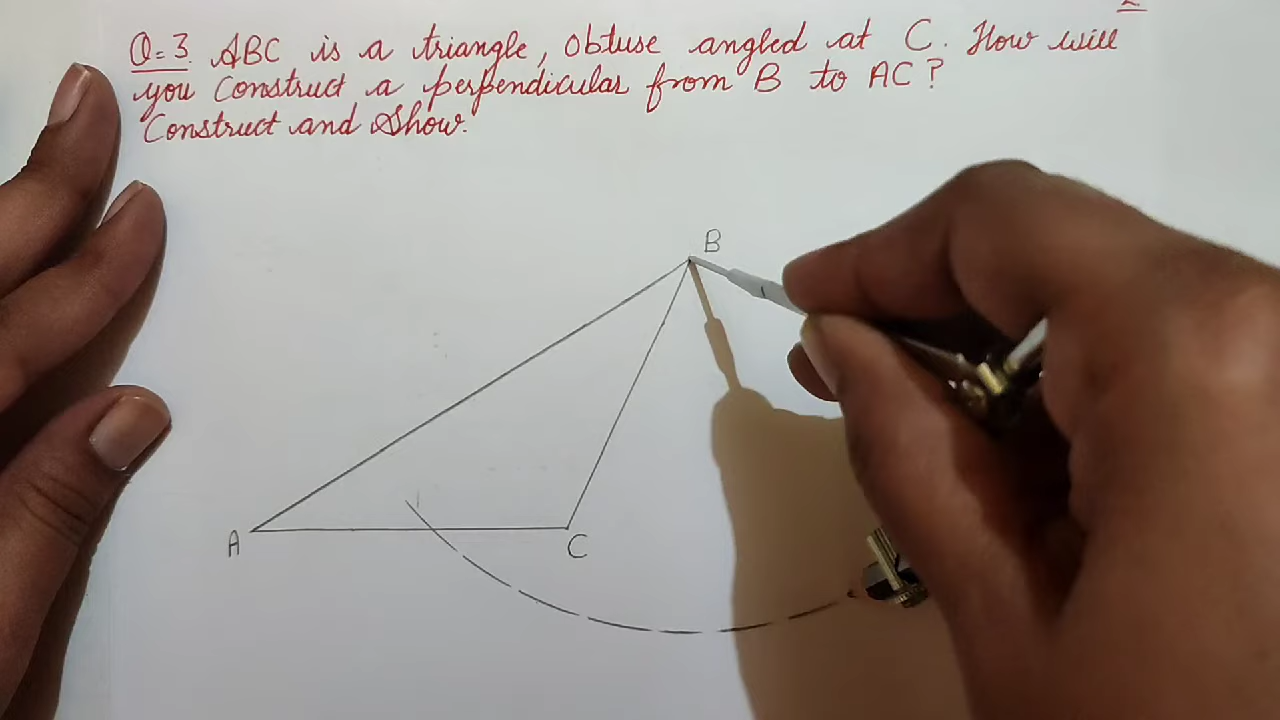 Q=3. ABC is a triangle, Obtuse angled at C. How will
you Construct a perpendicular from B to AC?
Construct and Show.
B
A
C